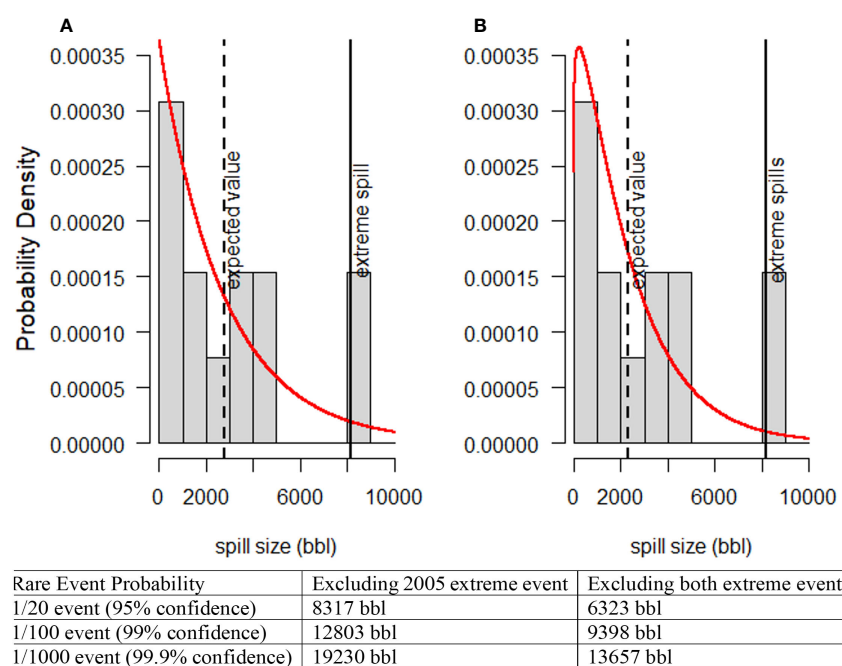 A
B
0.00035
0.00030
0.00025
0.00020
0.00015
0.00010
0.00005
0.00000
Probability Density
expected value
extreme spill
0 2000 6000 10000
spill size (bbl)
0.00035
0.00030
0.00025
0.00020
0.00015
0.00010
0.00005
0.00000
expected value
extreme spills
0 2000 6000 10000
spill size (bbl)
Rare Event Probability Excluding 2005 extreme event Excluding both extreme event
1/20 event (95% confidence) 8317 bbl 6323 bbl
1/100 event (99% confidence) 12803 bbl 9398 bbl
1/1000 event (99.9% confidence) 19230 bbl 13657 bbl